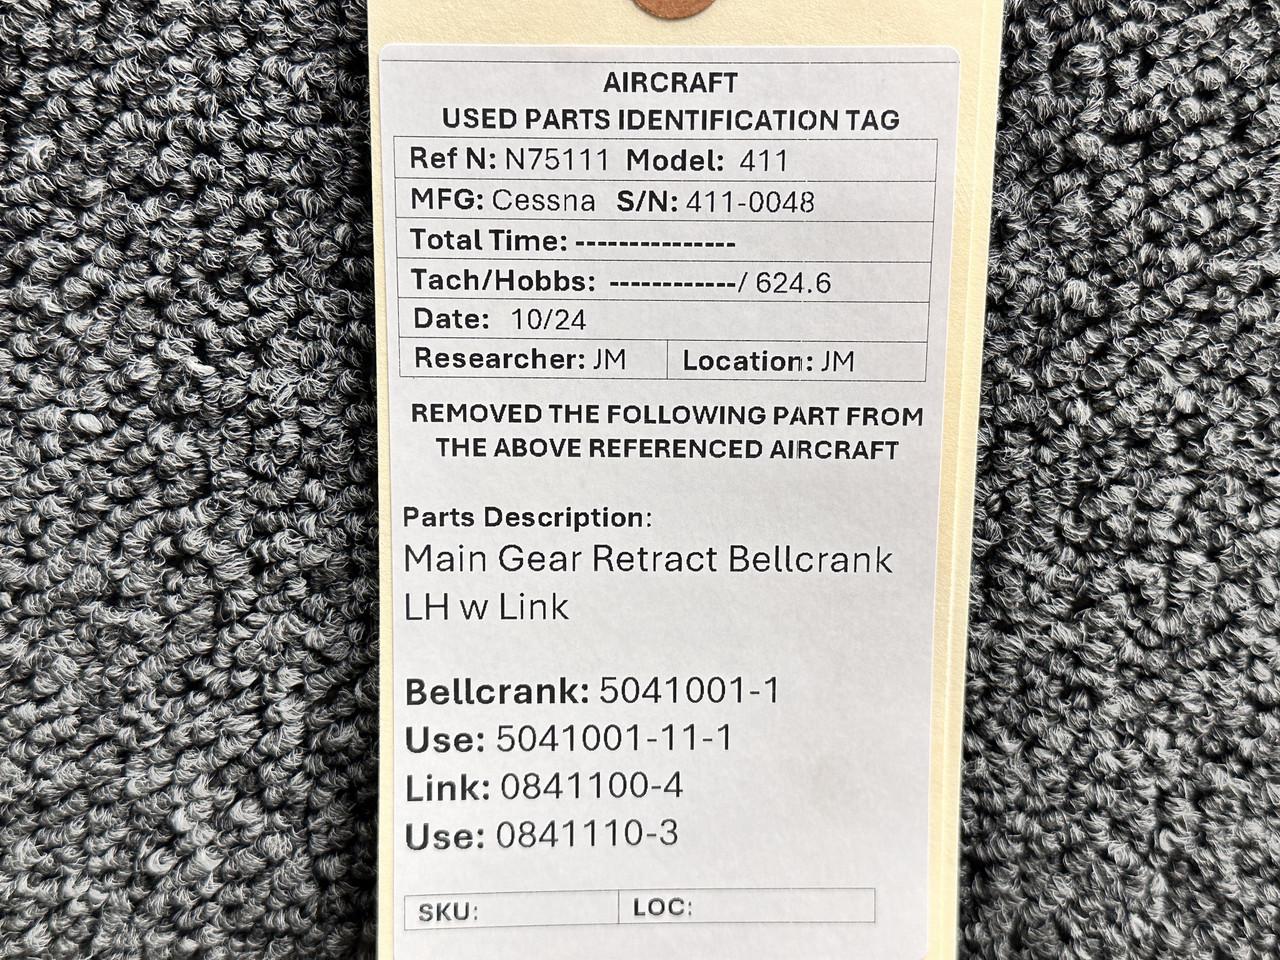 AIRCRAFT
USED PARTS IDENTIFICATION TAG
Ref N: N75111 Model: 411
MFG: Cessna S/N: 411-0048
Total Time: ---------------
Tach/Hobbs: ------------/ 624.6
Date: 10/24
Researcher: JM Location: JM
REMOVED THE FOLLOWING PART FROM
THE ABOVE REFERENCED AIRCRAFT
Parts Description:
Main Gear Retract Bellcrank
LH w Link
Bellcrank: 5041001-1
Use: 5041001-11-1
Link: 0841100-4
Use: 0841110-3
SKU: LOC: